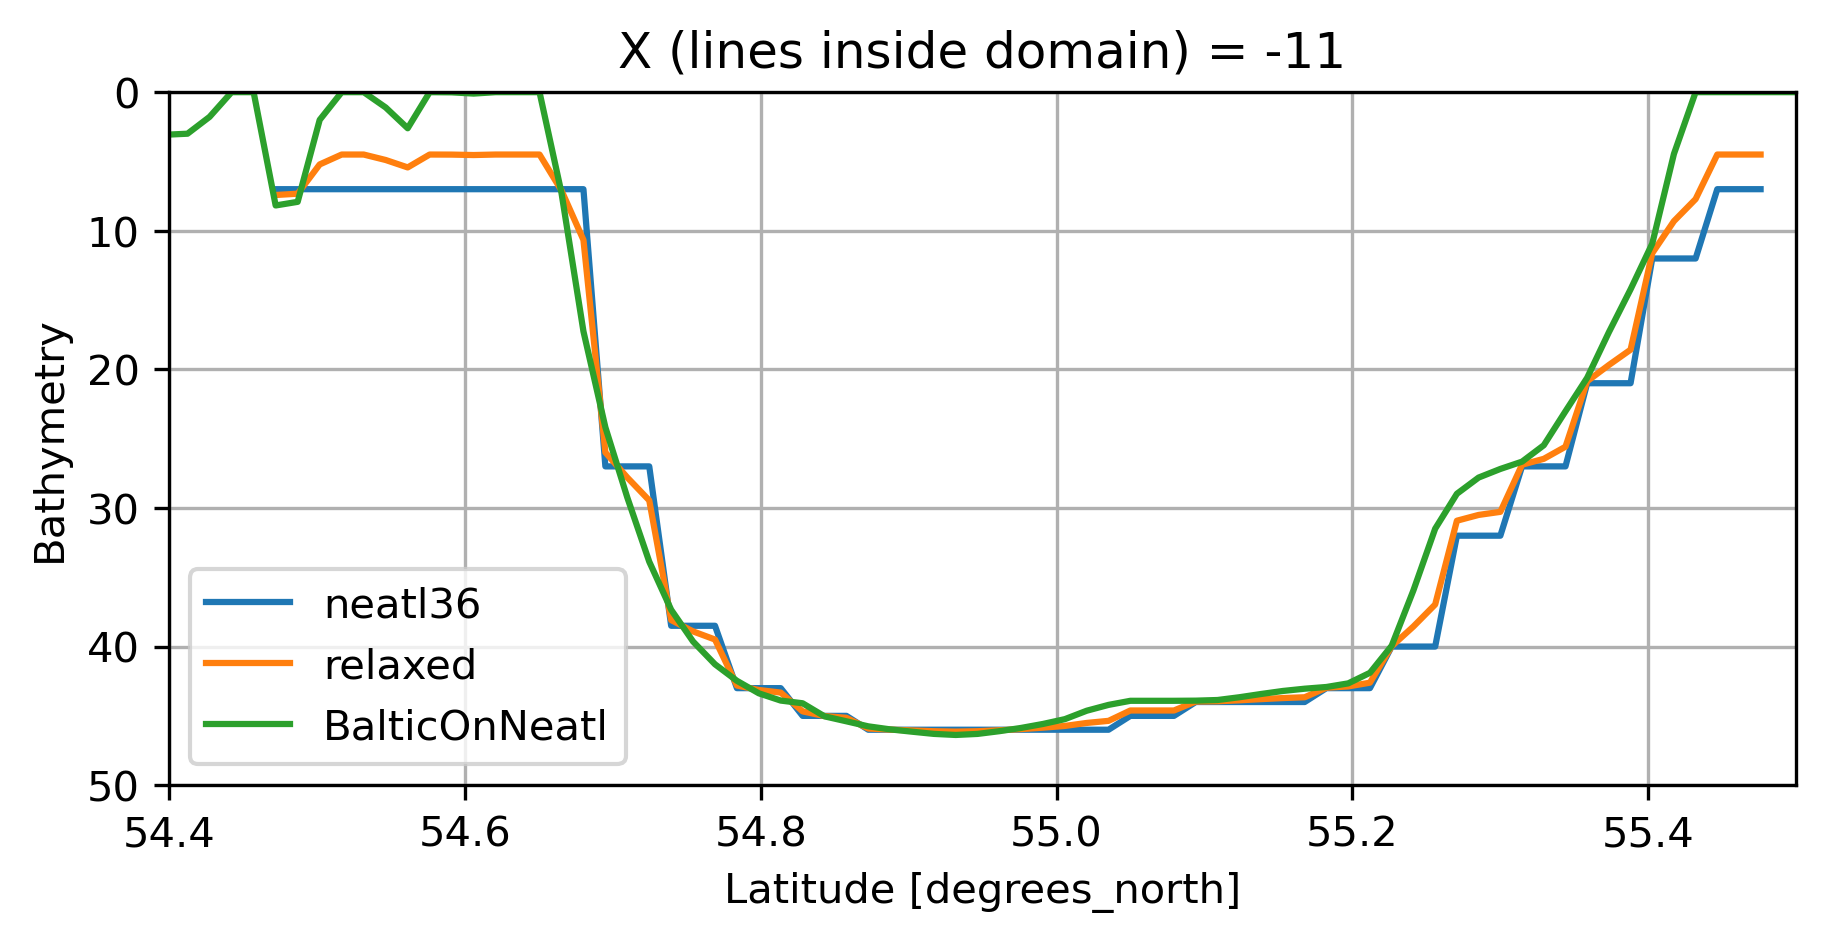 X (lines inside domain) = -11
0
10
20
30
40
50
Bathymetry
neatl36
relaxed
BalticOnNeatl
54.4 54.6 54.8 55.0 55.2 55.4
Latitude [degrees_north]